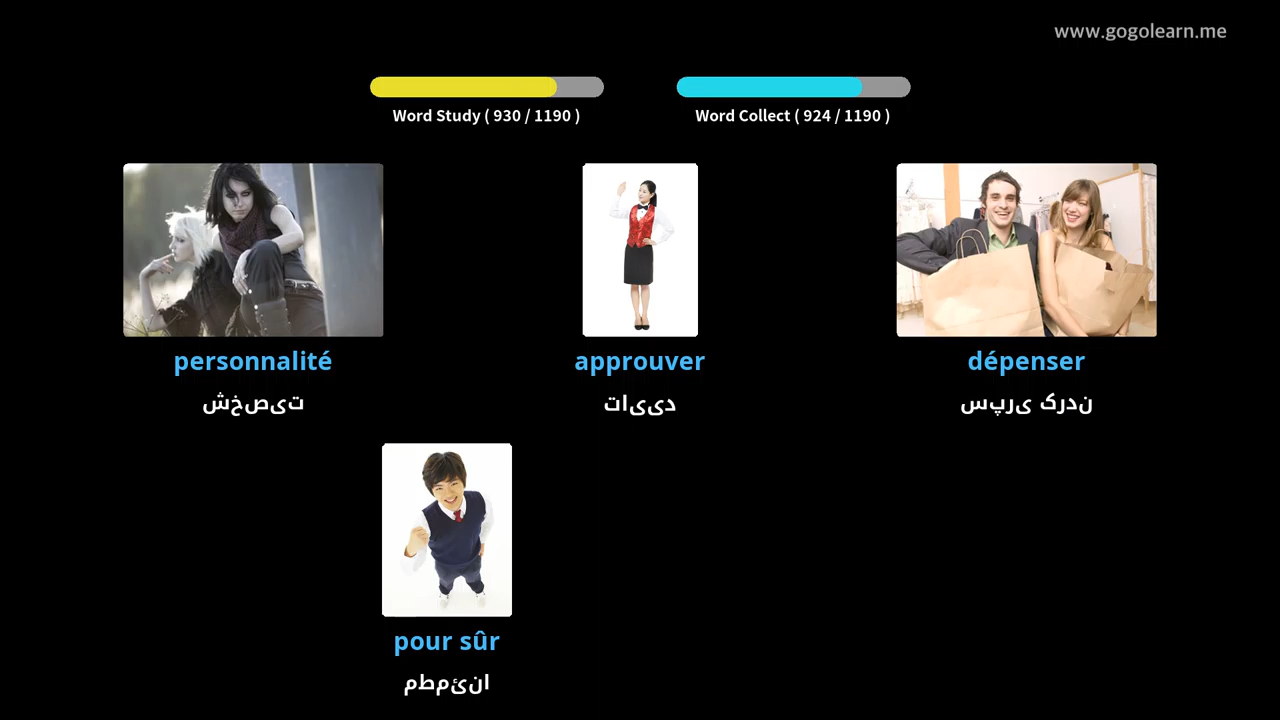 www.gogolearn.me
Word Study ( 930 / 1190 )
Word Collect ( 924 / 1190 )
personnalité
شخصیت
approuver
تایید
dépenser
سپری کردن
pour sûr
مطمئنا